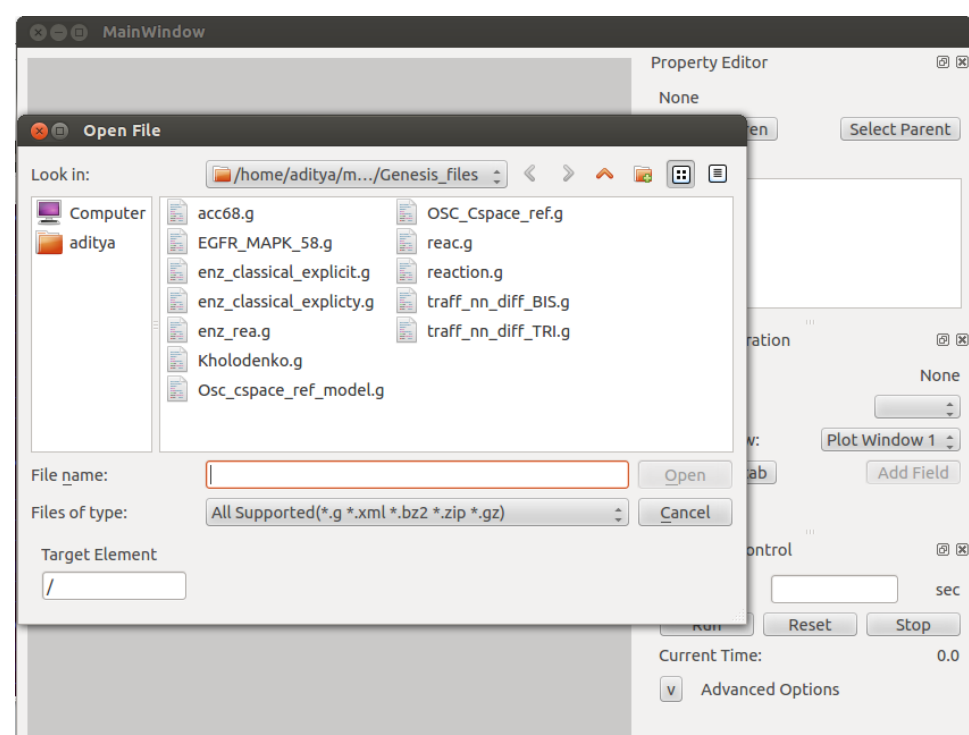 MainWindow
Property Editor
None
Open File
en
Select Parent
Look in:
/home/aditya/m.../Genesis_files
Computer
aditya
acc68.g
EGFR_MAPK_58.g
enz_classical_explicit.g
enz_classical_explicty.g
enz_rea.g
Kholodenko.g
Osc_cspace_ref_model.g
OSC_Cspace_ref.g
reac.g
reaction.g
traff_nn_diff_BIS.g
traff_nn_diff_TRI.g
ration
None
w:
Plot Window 1
File name:
Open
ab
Add Field
Files of type:
All Supported(*.g *.xml *.bz2 *.zip *.gz)
Cancel
Target Element
/
ontrol
sec
Run
Reset
Stop
Current Time:
0.0
v
Advanced Options